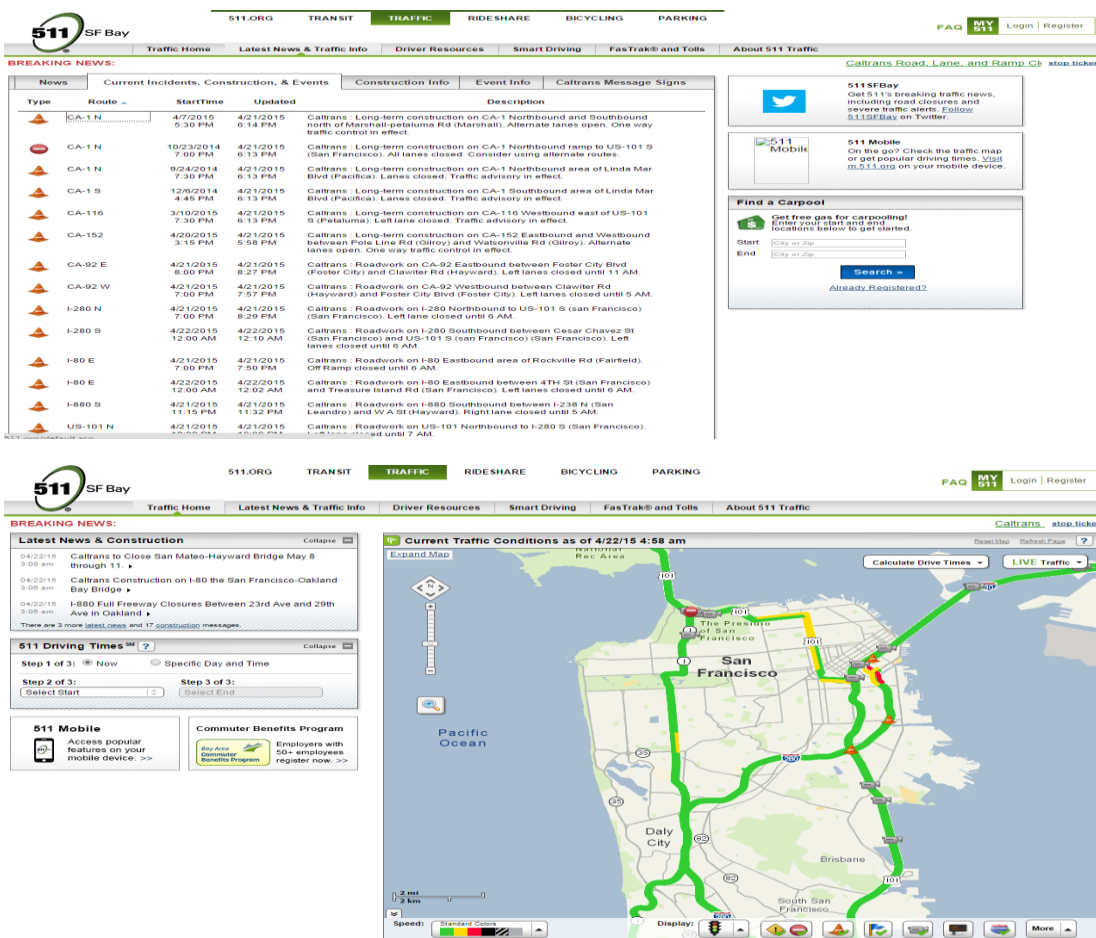 511.ORG TRANSIT TRAFFIC RIDESHARE BICYCLING PARKING
511 SF Bay
FAQ MY 511 Login | Register
Traffic Home Latest News & Traffic Info Driver Resources Smart Driving FasTrak® and Tolls About 511 Traffic
BREAKING NEWS: Caltrans Road, Lane, and Ramp Cl stop ticker
News Current Incidents, Construction, & Events Construction Info Event Info Caltrans Message Signs
Type Route StartTime Updated Description
CA-1 N 4/7/2015 4/21/2015 Caltrans : Long-term construction on CA-1 Northbound and Southbound
5:30 PM 6:14 PM north of Marshall-petaluma Rd (Marshall). Alternate lanes open. One way
traffic control in effect.
CA-1 N 10/23/2014 4/21/2015 Caltrans : Long-term construction on CA-1 Northbound ramp to US-101 S
7:00 PM 6:13 PM (San Francisco). All lanes closed. Consider using alternate routes.
CA-1 N 9/24/2014 4/21/2015 Caltrans : Long-term construction on CA-1 Northbound area of Linda Mar
7:30 PM 6:13 PM Blvd (Pacifica). Lanes closed. Traffic advisory in effect.
CA-1 S 12/6/2014 4/21/2015 Caltrans : Long-term construction on CA-1 Southbound area of Linda Mar
4:45 PM 6:13 PM Blvd (Pacifica). Lanes closed. Traffic advisory in effect.
CA-116 3/10/2015 4/21/2015 Caltrans : Long-term construction on CA-116 Westbound east of US-101
7:30 PM 6:13 PM S (Petaluma). Left lane closed. Traffic advisory in effect.
CA-152 4/20/2015 4/21/2015 Caltrans : Long-term construction on CA-152 Eastbound and Westbound
3:15 PM 5:58 PM between Pole Line Rd (Gilroy) and Watsonville Rd (Gilroy). Alternate
lanes open. One way traffic control in effect.
CA-92 E 4/21/2015 4/21/2015 Caltrans : Roadwork on CA-92 Eastbound between Foster City Blvd
8:00 PM 8:27 PM (Foster City) and Clawiter Rd (Hayward). Left lanes closed until 11 AM.
CA-92 W 4/21/2015 4/21/2015 Caltrans : Roadwork on CA-92 Westbound between Clawiter Rd
7:00 PM 7:57 PM (Hayward) and Foster City Blvd (Foster City). Left lanes closed until 5 AM.
I-280 N 4/21/2015 4/21/2015 Caltrans : Roadwork on I-280 Northbound to US-101 S (san Francisco)
7:00 PM 8:29 PM (San Francisco). Left lane closed until 6 AM.
I-280 S 4/22/2015 4/22/2015 Caltrans : Roadwork on I-280 Southbound between Cesar Chavez St
12:00 AM 12:10 AM (San Francisco) and US-101 S (san Francisco) (San Francisco). Left
lanes closed until 6 AM.
I-80 E 4/21/2015 4/21/2015 Caltrans : Roadwork on I-80 Eastbound area of Rockville Rd (Fairfield).
7:00 PM 7:50 PM Off Ramp closed until 6 AM.
I-80 E 4/22/2015 4/22/2015 Caltrans : Roadwork on I-80 Eastbound between 4TH St (San Francisco)
12:00 AM 12:02 AM and Treasure Island Rd (San Francisco). Left lanes closed until 6 AM.
I-880 S 4/21/2015 4/21/2015 Caltrans : Roadwork on I-880 Southbound between I-238 N (San
11:15 PM 11:32 PM Leandro) and W A St (Hayward). Right lane closed until 5 AM.
US-101 N 4/21/2015 4/21/2015 Caltrans : Roadwork on US-101 Northbound to I-280 S (San Francisco).
closed until 7 AM.
511SFBay
Get 511's breaking traffic news,
including road closures and
severe traffic alerts. Follow
511SFBay on Twitter.
511 Mobile
511 Mobile
On the go? Check the traffic map
or get popular driving times. Visit
m.511.org on your mobile device.
Find a Carpool
Get free gas for carpooling!
Enter your start and end
locations below to get started.
Start City or Zip
End City or Zip
Search »
Already Registered?
511.ORG TRANSIT TRAFFIC RIDESHARE BICYCLING PARKING
511 SF Bay
FAQ MY 511 Login | Register
Traffic Home Latest News & Traffic Info Driver Resources Smart Driving FasTrak® and Tolls About 511 Traffic
BREAKING NEWS: Caltrans stop ticke
Latest News & Construction Collapse
04/22/15 Caltrans to Close San Mateo-Hayward Bridge May 8
3:06 am through 11.
04/22/15 Caltrans Construction on I-80 the San Francisco-Oakland
3:06 am Bay Bridge
04/22/15 I-880 Full Freeway Closures Between 23rd Ave and 29th
3:05 am Ave in Oakland
There are 3 more latest news and 17 construction messages.
511 Driving Times SM ? Collapse
Step 1 of 3: Now Specific Day and Time
Step 2 of 3: Step 3 of 3:
Select Start Select End
511 Mobile
Access popular
features on your
mobile device. >>
Commuter Benefits Program
Bay Area
Commuter
Benefits Program
Employers with
50+ employees
register now. >>
Current Traffic Conditions as of 4/22/15 4:58 am Reset Map Refresh Page ?
Expand Map
Calculate Drive Times LIVE Traffic
National
Rec Area
101
101
The Presidio
of San
Francisco
1
101
1
San
Francisco
Pacific
Ocean
35
280
35
Daly
City
82
Brisbane
82
101
South San
Francisco
2 mi
2 km
Speed: Standard Colors Display: More